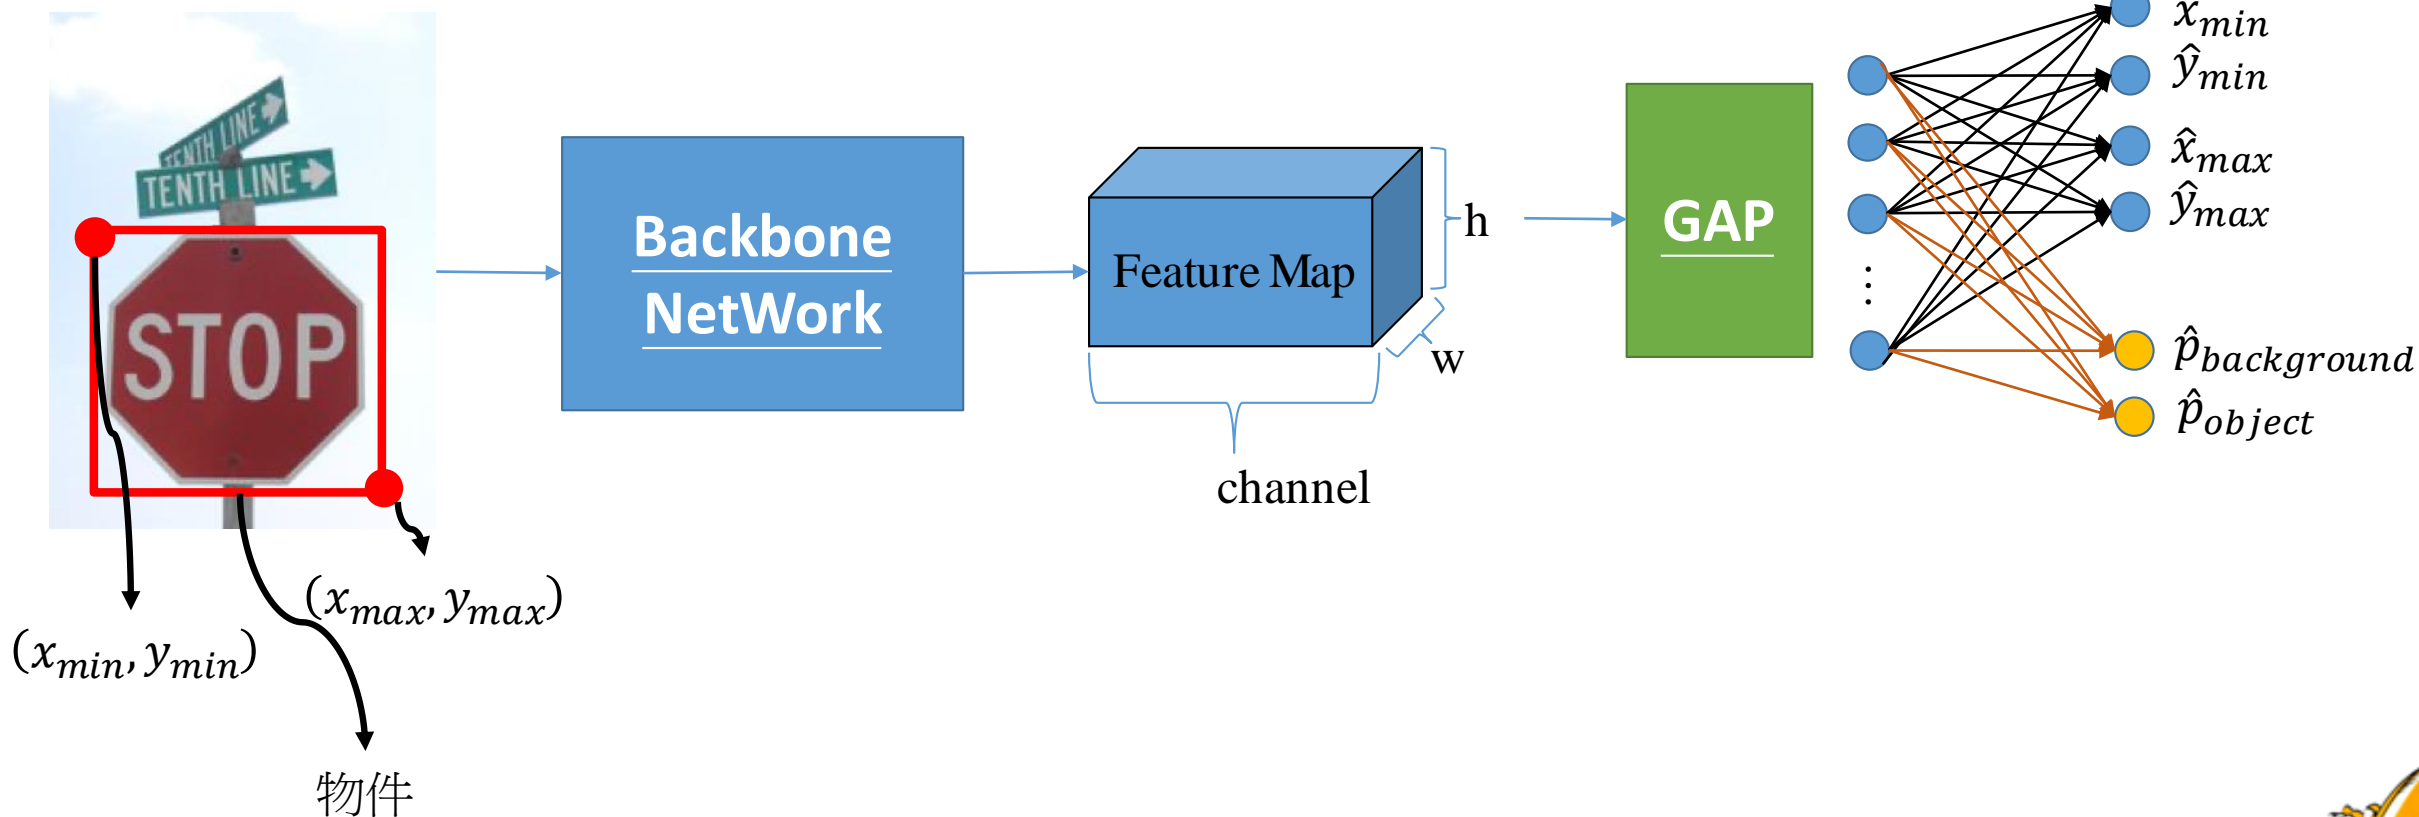 TENTH LINE
TENTH LINE
STOP
(x_min, y_min)
(x_max, y_max)
物件
Backbone
NetWork
Feature Map
h
w
channel
GAP
⋮
x̂_min
ŷ_min
x̂_max
ŷ_max
p̂_background
p̂_object